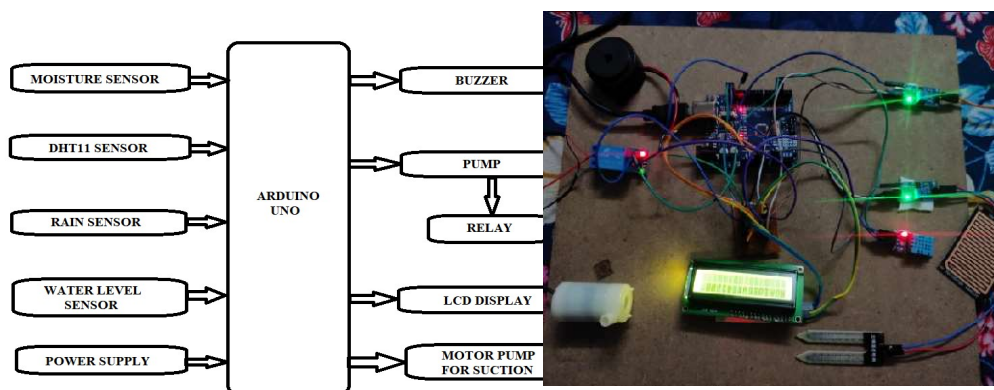 MOISTURE SENSOR
DHT11 SENSOR
RAIN SENSOR
WATER LEVEL
SENSOR
POWER SUPPLY
ARDUINO
UNO
BUZZER
PUMP
RELAY
LCD DISPLAY
MOTOR PUMP
FOR SUCTION